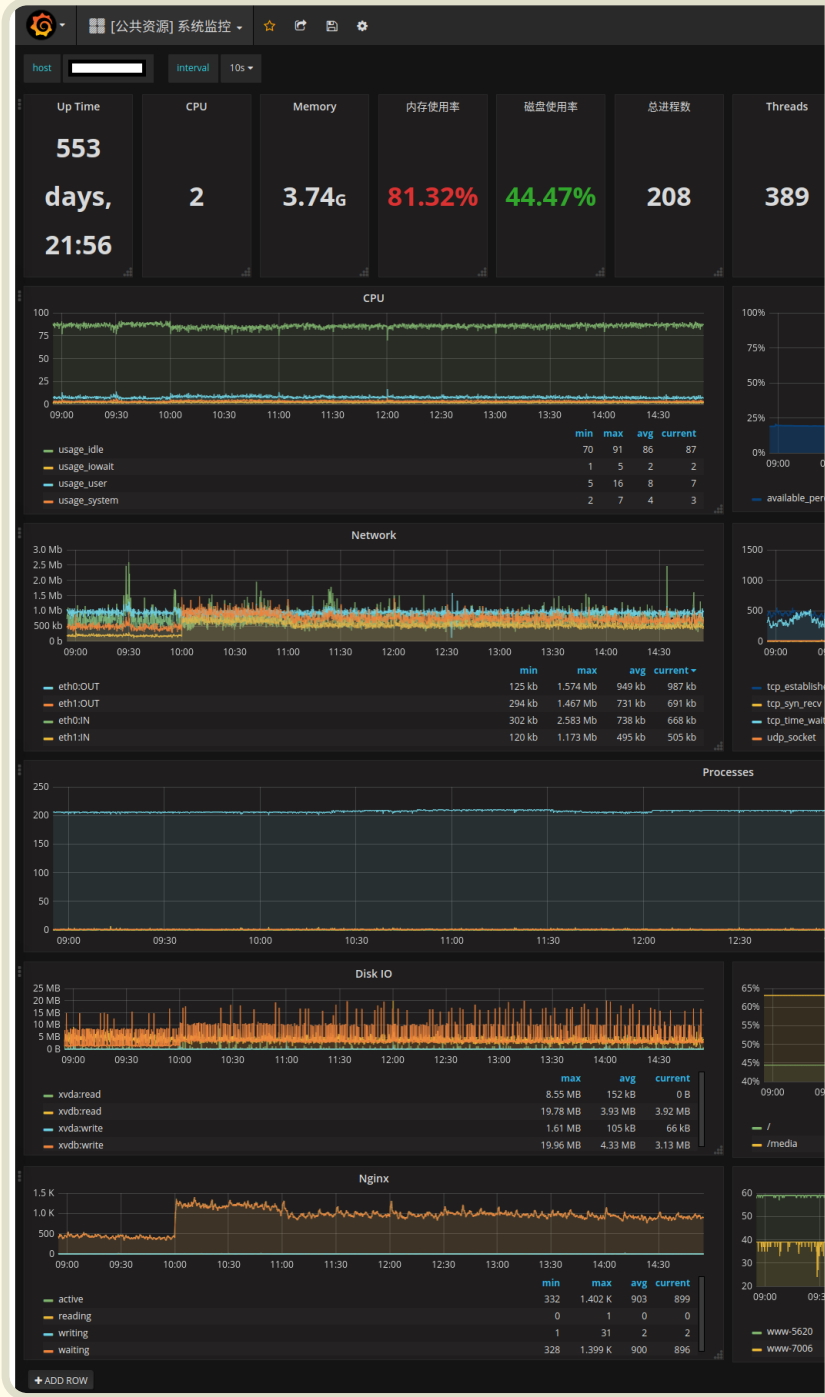 [公共资源] 系统监控
host
interval 10s
Up Time CPU Memory 内存使用率 磁盘使用率 总进程数 Threads
553
days,
21:56
2
3.74G
81.32%
44.47%
208
389
CPU
100
75
50
25
0
09:00 09:30 10:00 10:30 11:00 11:30 12:00 12:30 13:00 13:30 14:00 14:30
min max avg current
usage_idle 70 91 86 87
usage_iowait 1 5 2 2
usage_user 5 16 8 7
usage_system 2 7 4 3
100%
75%
50%
25%
0%
09:00
available_per
Network
3.0 Mb
2.5 Mb
2.0 Mb
1.5 Mb
1.0 Mb
500 kb
0 b
09:00 09:30 10:00 10:30 11:00 11:30 12:00 12:30 13:00 13:30 14:00 14:30
min max avg current
eth0:OUT 125 kb 1.574 Mb 949 kb 987 kb
eth1:OUT 294 kb 1.467 Mb 731 kb 691 kb
eth0:IN 302 kb 2.583 Mb 738 kb 668 kb
eth1:IN 120 kb 1.173 Mb 495 kb 505 kb
1500
1000
500
0
09:00
tcp_establishe
tcp_syn_recv
tcp_time_wait
udp_socket
Processes
250
200
150
100
50
0
09:00 09:30 10:00 10:30 11:00 11:30 12:00 12:30
Disk IO
25 MB
20 MB
15 MB
10 MB
5 MB
0 B
09:00 09:30 10:00 10:30 11:00 11:30 12:00 12:30 13:00 13:30 14:00 14:30
max avg current
xvda:read 8.55 MB 152 kB 0 B
xvdb:read 19.78 MB 3.93 MB 3.92 MB
xvda:write 1.61 MB 105 kB 66 kB
xvdb:write 19.96 MB 4.33 MB 3.13 MB
65%
60%
55%
50%
45%
40%
09:00 09
/
/media
Nginx
1.5 K
1.0 K
500
0
09:00 09:30 10:00 10:30 11:00 11:30 12:00 12:30 13:00 13:30 14:00 14:30
min max avg current
active 332 1.402 K 903 899
reading 0 1 0 0
writing 1 31 2 2
waiting 328 1.399 K 900 896
60
50
40
30
20
09:00 09:3
www-5620
www-7006
+ ADD ROW